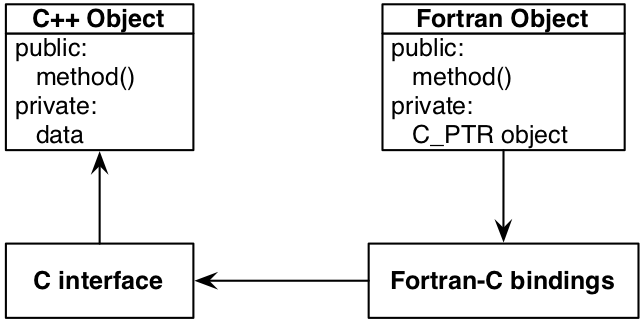 C++ Object
public:
method()
private:
data
Fortran Object
public:
method()
private:
C_PTR object
C interface
Fortran-C bindings